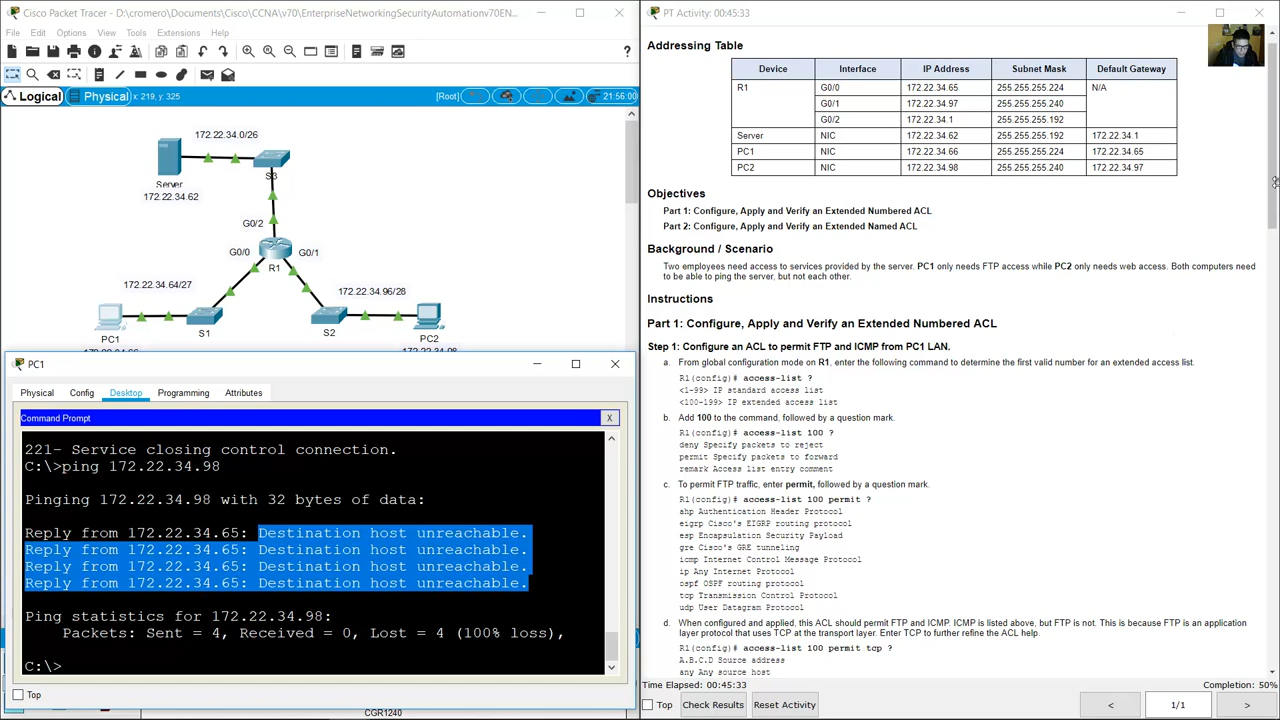 Cisco Packet Tracer - C:\Users\cromero\Documents\Cisco\CCNA\v70\EnterpriseNetworkingSecurityAutomationv70EN...
File Edit Options View Tools Extensions Help
Logical Physical x: 219, y: 325 [Root] 21:56:00
172.22.34.0/26
S3
Server
172.22.34.62
G0/2
G0/0 G0/1
R1
172.22.34.64/27
172.22.34.96/28
S1 S2
PC1 PC2
PC1
Physical Config Desktop Programming Attributes
Command Prompt X
221- Service closing control connection.
C:\>ping 172.22.34.98
Pinging 172.22.34.98 with 32 bytes of data:
Reply from 172.22.34.65: Destination host unreachable.
Reply from 172.22.34.65: Destination host unreachable.
Reply from 172.22.34.65: Destination host unreachable.
Reply from 172.22.34.65: Destination host unreachable.
Ping statistics for 172.22.34.98:
Packets: Sent = 4, Received = 0, Lost = 4 (100% loss),
C:\>
Top
CGR1240
PT Activity: 00:45:33
Addressing Table
Device Interface IP Address Subnet Mask Default Gateway
R1 G0/0 172.22.34.65 255.255.255.224 N/A
G0/1 172.22.34.97 255.255.255.240
G0/2 172.22.34.1 255.255.255.192
Server NIC 172.22.34.62 255.255.255.192 172.22.34.1
PC1 NIC 172.22.34.66 255.255.255.224 172.22.34.65
PC2 NIC 172.22.34.98 255.255.255.240 172.22.34.97
Objectives
Part 1: Configure, Apply and Verify an Extended Numbered ACL
Part 2: Configure, Apply and Verify an Extended Named ACL
Background / Scenario
Two employees need access to services provided by the server. PC1 only needs FTP access while PC2 only needs web access. Both computers need
to be able to ping the server, but not each other.
Instructions
Part 1: Configure, Apply and Verify an Extended Numbered ACL
Step 1: Configure an ACL to permit FTP and ICMP from PC1 LAN.
a. From global configuration mode on R1, enter the following command to determine the first valid number for an extended access list.
R1(config)# access-list ?
<1-99> IP standard access list
<100-199> IP extended access list
b. Add 100 to the command, followed by a question mark.
R1(config)# access-list 100 ?
deny Specify packets to reject
permit Specify packets to forward
remark Access list entry comment
c. To permit FTP traffic, enter permit, followed by a question mark.
R1(config)# access-list 100 permit ?
ahp Authentication Header Protocol
eigrp Cisco's EIGRP routing protocol
esp Encapsulation Security Payload
gre Cisco's GRE tunneling
icmp Internet Control Message Protocol
ip Any Internet Protocol
ospf OSPF routing protocol
tcp Transmission Control Protocol
udp User Datagram Protocol
d. When configured and applied, this ACL should permit FTP and ICMP. ICMP is listed above, but FTP is not. This is because FTP is an application
layer protocol that uses TCP at the transport layer. Enter TCP to further refine the ACL help.
R1(config)# access-list 100 permit tcp ?
A.B.C.D Source address
any Any source host
Time Elapsed: 00:45:33 Completion: 50%
Top Check Results Reset Activity < 1/1 >